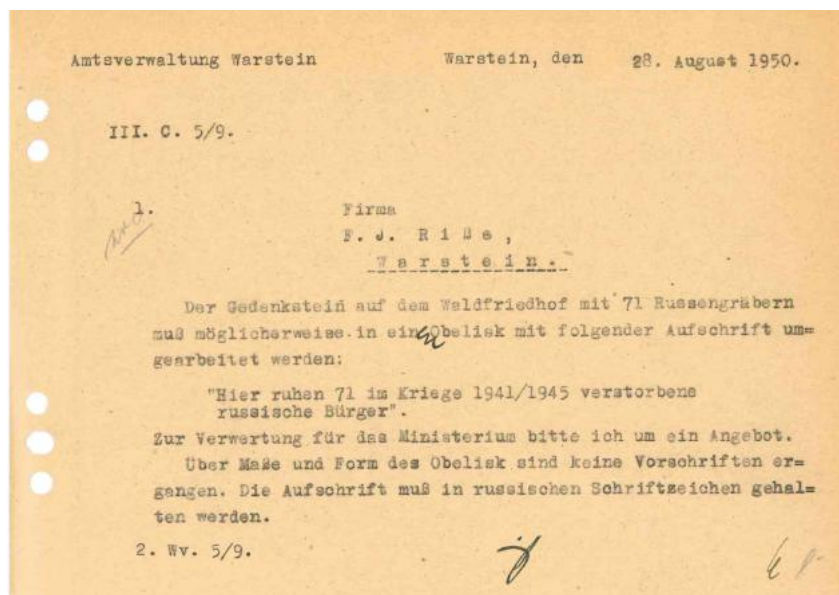 Amtsverwaltung Warstein Warstein, den 28. August 1950.
III. C. 5/9.
1. Firma
F. J. R i ß e ,
W a r s t e i n .
Der Gedenkstein auf dem Waldfriedhof mit 71 Russengräbern
muß möglicherweise in einen Obelisk mit folgender Aufschrift um=
gearbeitet werden:
"Hier ruhen 71 im Kriege 1941/1945 verstorbene
russische Bürger".
Zur Verwertung für das Ministerium bitte ich um ein Angebot.
Über Maße und Form des Obelisk sind keine Vorschriften er=
gangen. Die Aufschrift muß in russischen Schriftzeichen gehal=
ten werden.
2. Wv. 5/9.